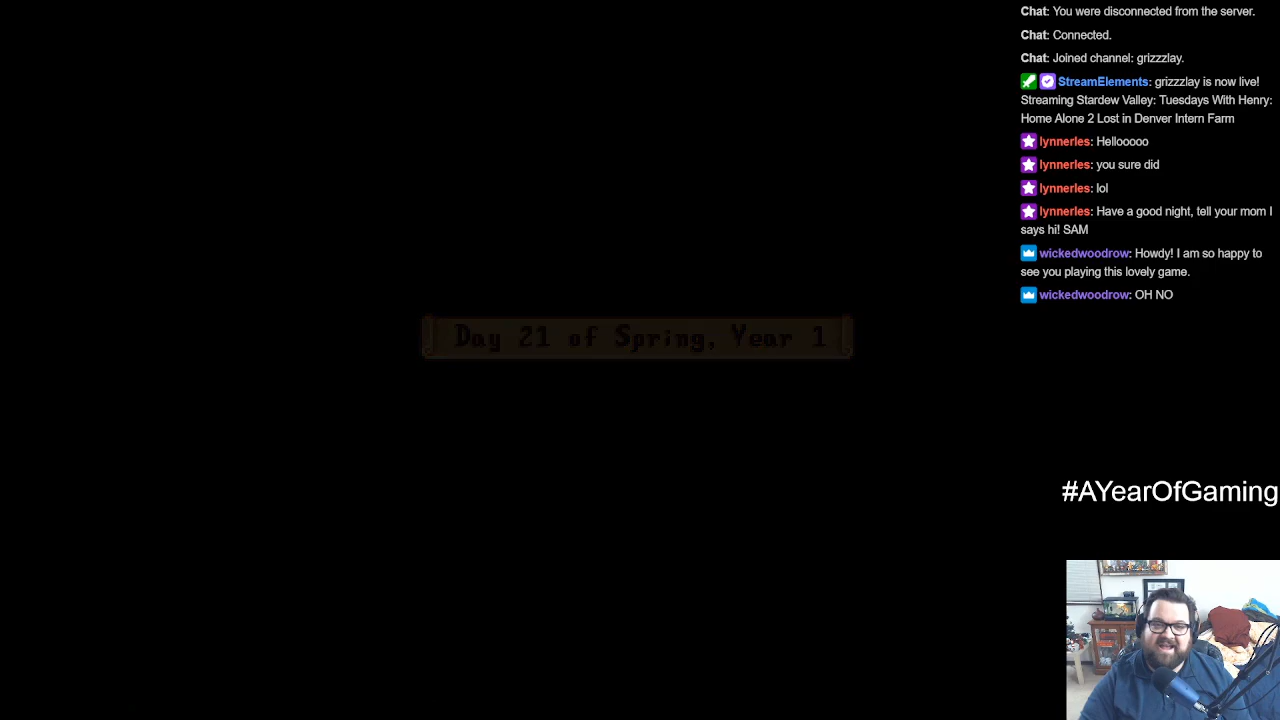 Chat: You were disconnected from the server.
Chat: Connected.
Chat: Joined channel: grizzzlay.
StreamElements: grizzzlay is now live!
Streaming Stardew Valley: Tuesdays With Henry:
Home Alone 2 Lost in Denver Intern Farm
lynnerles: Hellooooo
lynnerles: you sure did
lynnerles: lol
lynnerles: Have a good night, tell your mom I
says hi! SAM
wickedwoodrow: Howdy! I am so happy to
see you playing this lovely game.
wickedwoodrow: OH NO
Day 21 of Spring, Year 1
#AYearOfGaming